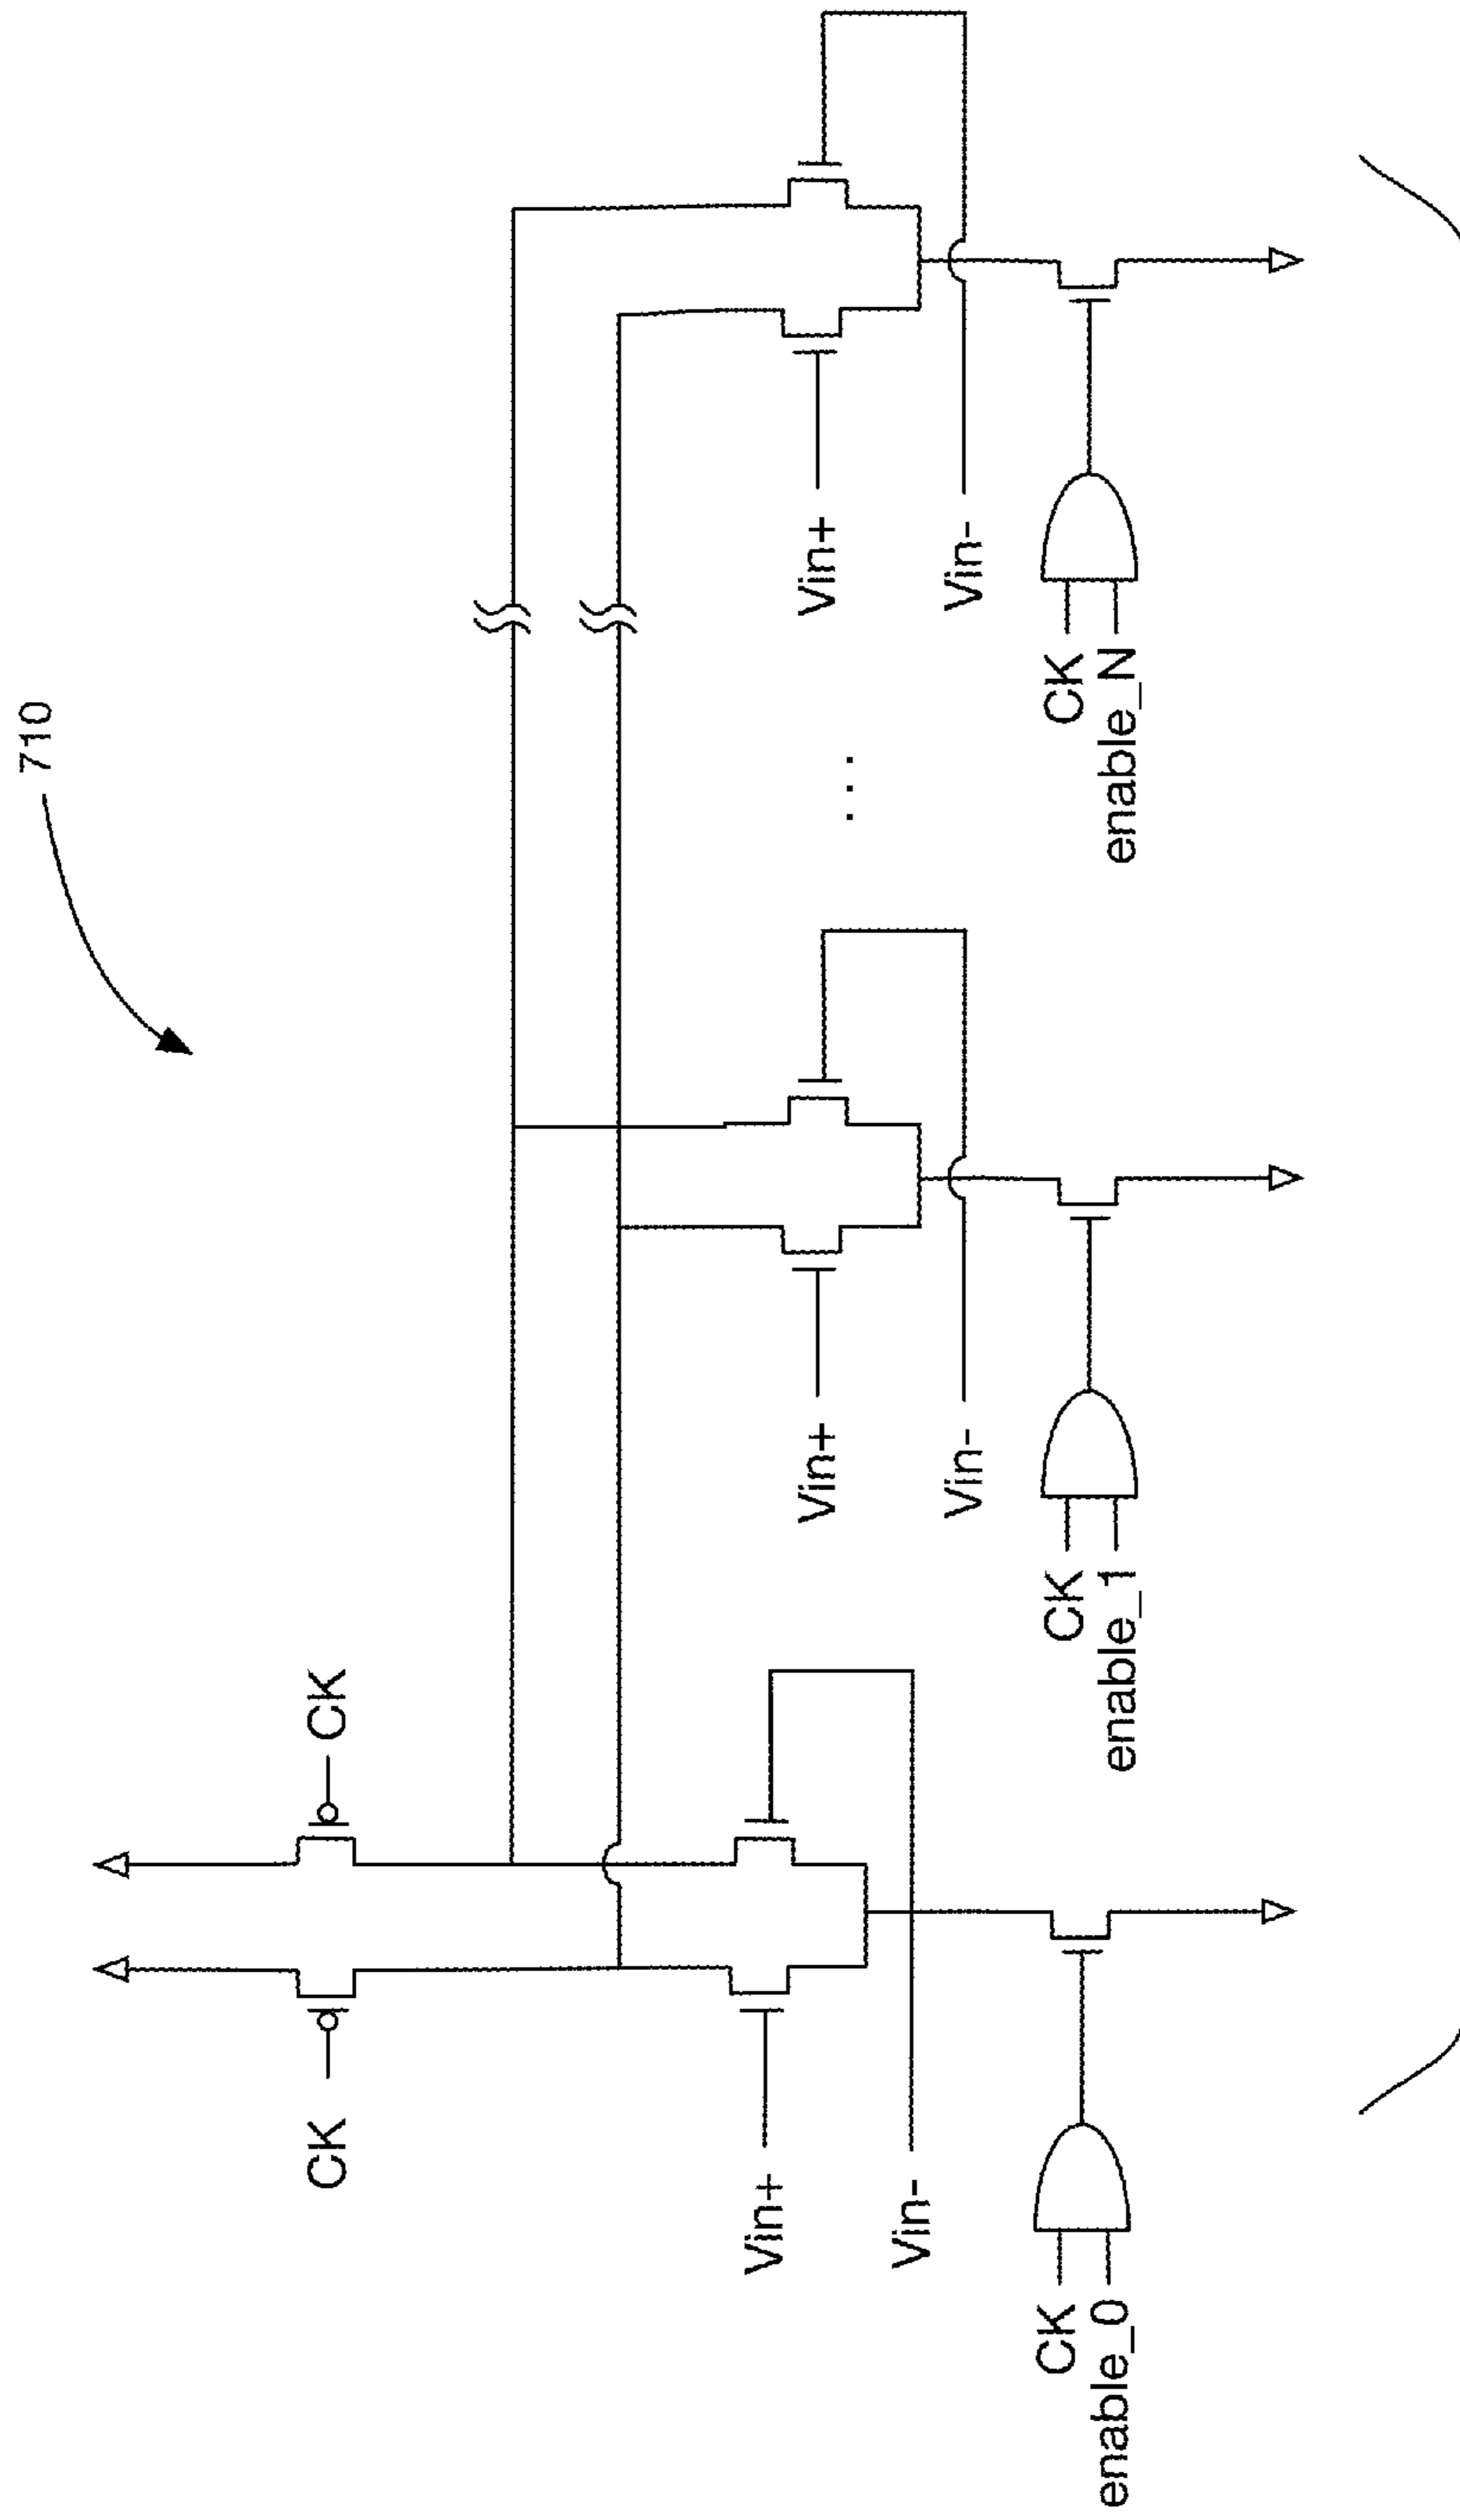 710
CK
CK
Vin+
Vin-
CK
enable_0
Vin+
Vin-
CK
enable_1
...
Vin+
Vin-
CK
enable_N